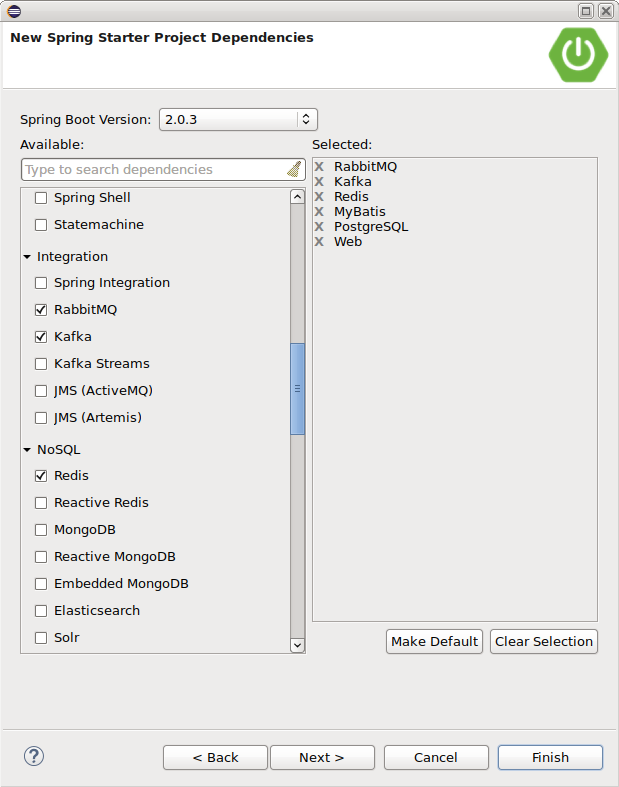 New Spring Starter Project Dependencies
Spring Boot Version: 2.0.3
Available:
Type to search dependencies
Spring Shell
Statemachine
Integration
Spring Integration
RabbitMQ
Kafka
Kafka Streams
JMS (ActiveMQ)
JMS (Artemis)
NoSQL
Redis
Reactive Redis
MongoDB
Reactive MongoDB
Embedded MongoDB
Elasticsearch
Solr
Selected:
X RabbitMQ
X Kafka
X Redis
X MyBatis
X PostgreSQL
X Web
Make Default
Clear Selection
?
< Back
Next >
Cancel
Finish